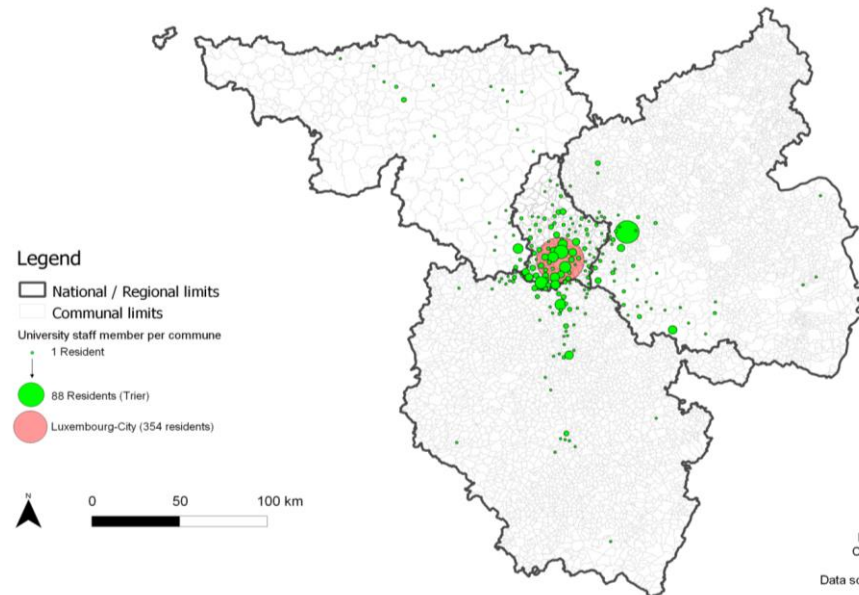 Legend
National / Regional limits
Communal limits
University staff member per commune
1 Resident
88 Residents (Trier)
Luxembourg-City (354 residents)
N
0 50 100 km
Data so